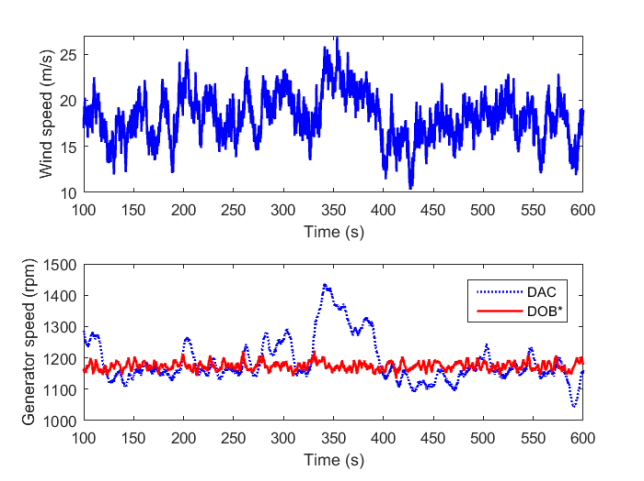 25
20
15
10
Wind speed (m/s)
100 150 200 250 300 350 400 450 500 550 600
Time (s)
1500
1400
1300
1200
1100
1000
Generator speed (rpm)
DAC
DOB*
100 150 200 250 300 350 400 450 500 550 600
Time (s)